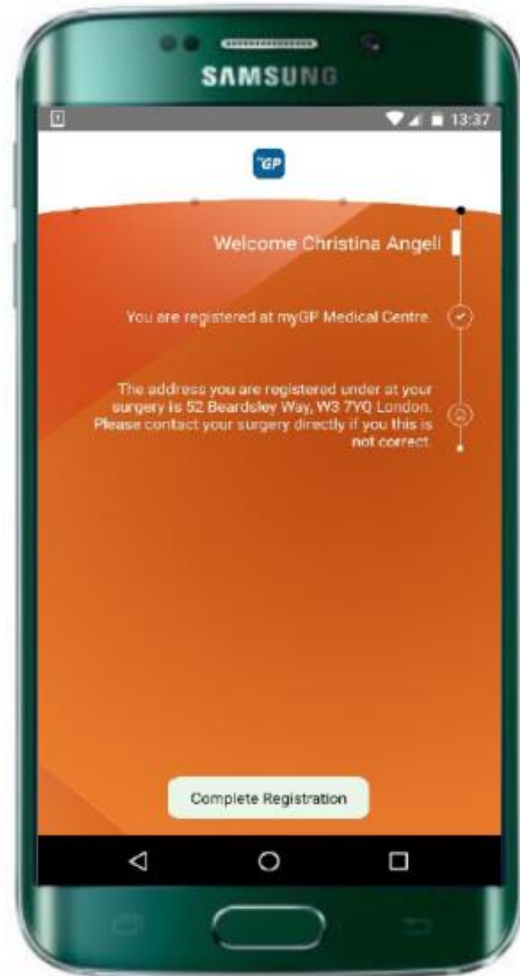 SAMSUNG
13:37
myGP
Welcome Christina Angeli
You are registered at myGP Medical Centre.
The address you are registered under at your
surgery is 52 Beardsley Way, W3 7YQ London.
Please contact your surgery directly if you this is
not correct.
Complete Registration